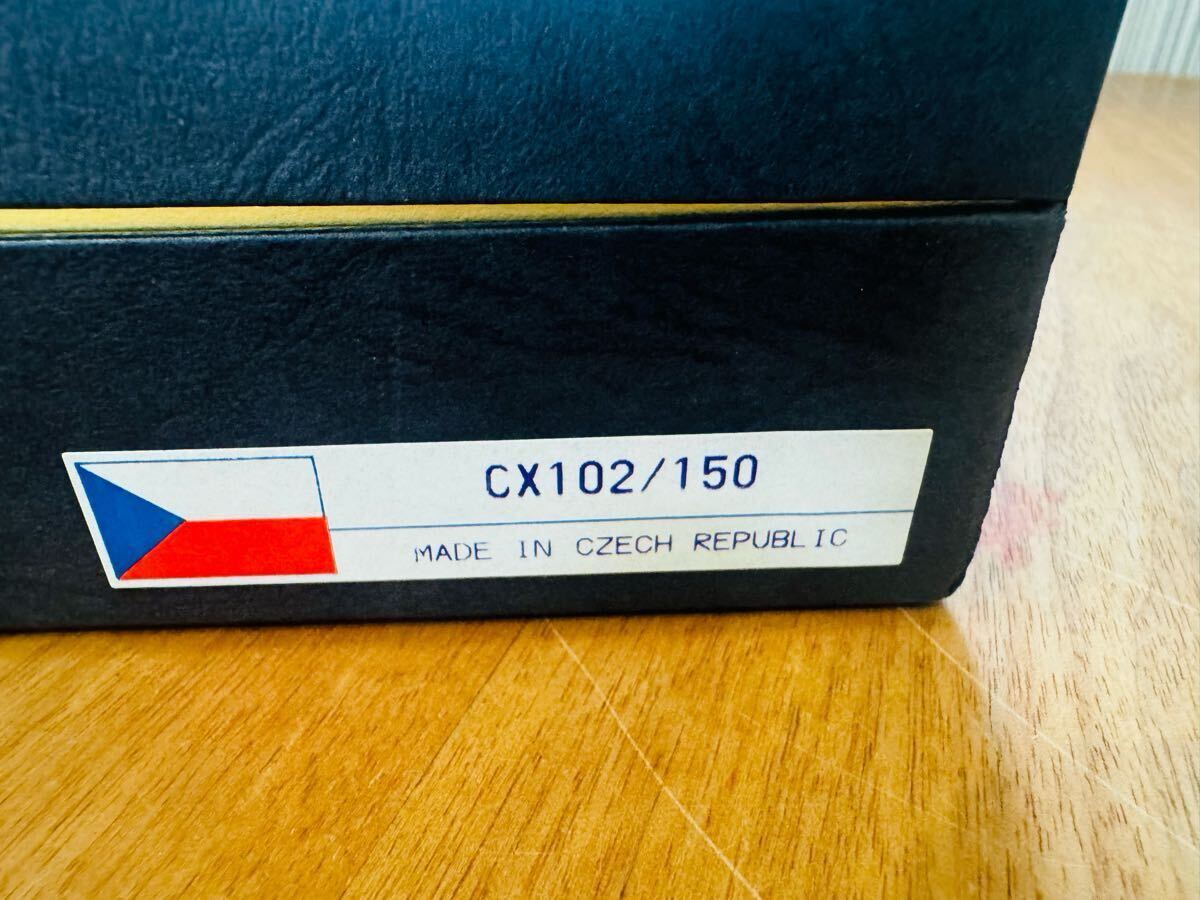 CX102/150
MADE IN CZECH REPUBLIC